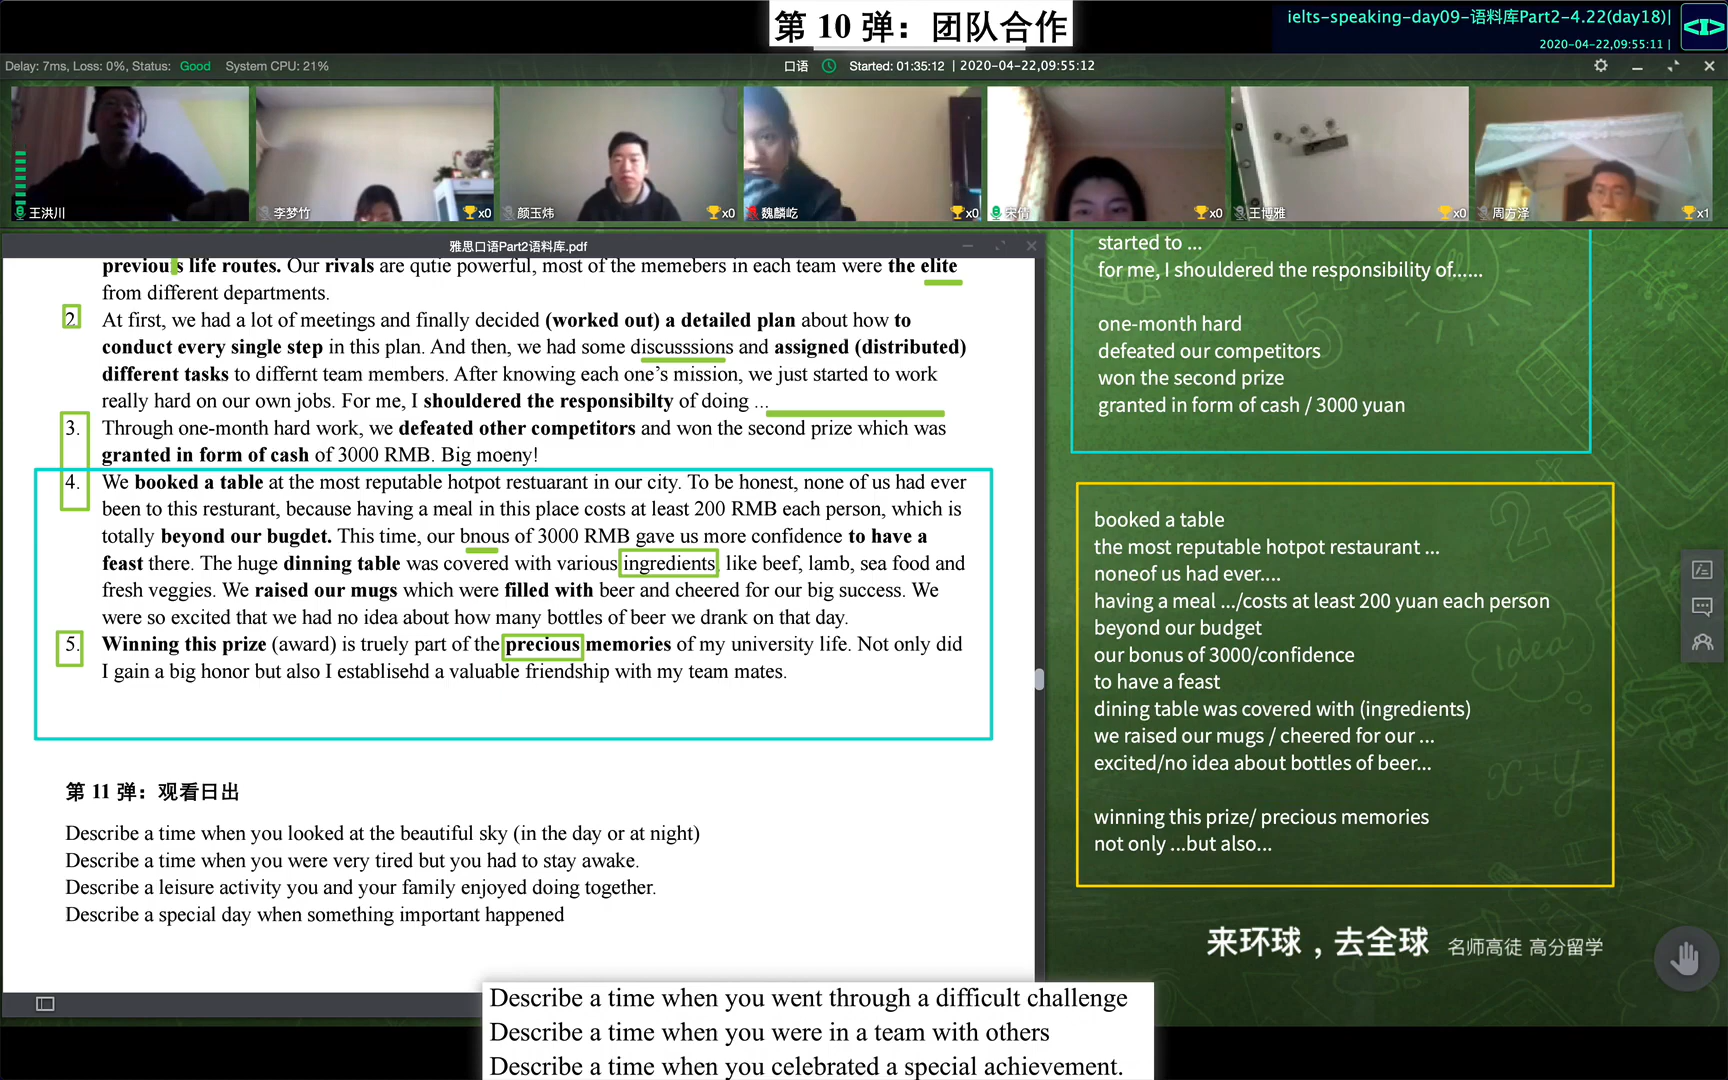 第 10 弹：团队合作
ielts-speaking-day09-语料库Part2-4.22(day18)|
2020-04-22,09:55:11 |
Delay: 7ms, Loss: 0%, Status: Good System CPU: 21%
口语 Started: 01:35:12 | 2020-04-22,09:55:12
王洪川
李梦竹 x0
颜玉炜 x0
魏麟屹 x0
宋倩 x0
王博雅 x0
周方泽 x1
雅思口语Part2语料库.pdf
previous life routes. Our rivals are qutie powerful, most of the memebers in each team were the elite
from different departments.
2. At first, we had a lot of meetings and finally decided (worked out) a detailed plan about how to
conduct every single step in this plan. And then, we had some discusssions and assigned (distributed)
different tasks to differnt team members. After knowing each one's mission, we just started to work
really hard on our own jobs. For me, I shouldered the responsibilty of doing ...
3. Through one-month hard work, we defeated other competitors and won the second prize which was
granted in form of cash of 3000 RMB. Big moeny!
4. We booked a table at the most reputable hotpot restuarant in our city. To be honest, none of us had ever
been to this resturant, because having a meal in this place costs at least 200 RMB each person, which is
totally beyond our bugdet. This time, our bnous of 3000 RMB gave us more confidence to have a
feast there. The huge dinning table was covered with various ingredients, like beef, lamb, sea food and
fresh veggies. We raised our mugs which were filled with beer and cheered for our big success. We
were so excited that we had no idea about how many bottles of beer we drank on that day.
5. Winning this prize (award) is truely part of the precious memories of my university life. Not only did
I gain a big honor but also I establisehd a valuable friendship with my team mates.
第 11 弹：观看日出
Describe a time when you looked at the beautiful sky (in the day or at night)
Describe a time when you were very tired but you had to stay awake.
Describe a leisure activity you and your family enjoyed doing together.
Describe a special day when something important happened
started to ...
for me, I shouldered the responsibility of......
one-month hard
defeated our competitors
won the second prize
granted in form of cash / 3000 yuan
booked a table
the most reputable hotpot restaurant ...
noneof us had ever....
having a meal .../costs at least 200 yuan each person
beyond our budget
our bonus of 3000/confidence
to have a feast
dining table was covered with (ingredients)
we raised our mugs / cheered for our ...
excited/no idea about bottles of beer...
winning this prize/ precious memories
not only ...but also...
来环球，去全球 名师高徒 高分留学
Describe a time when you went through a difficult challenge
Describe a time when you were in a team with others
Describe a time when you celebrated a special achievement.